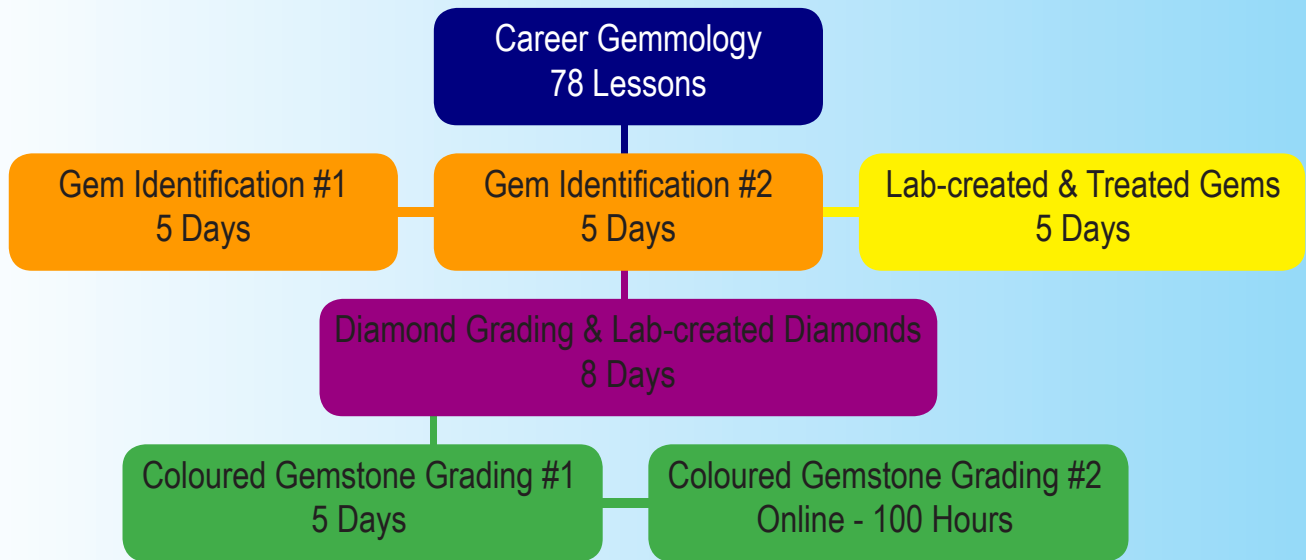 Career Gemmology
78 Lessons
Gem Identification #1
5 Days
Gem Identification #2
5 Days
Lab-created & Treated Gems
5 Days
Diamond Grading & Lab-created Diamonds
8 Days
Coloured Gemstone Grading #1
5 Days
Coloured Gemstone Grading #2
Online - 100 Hours